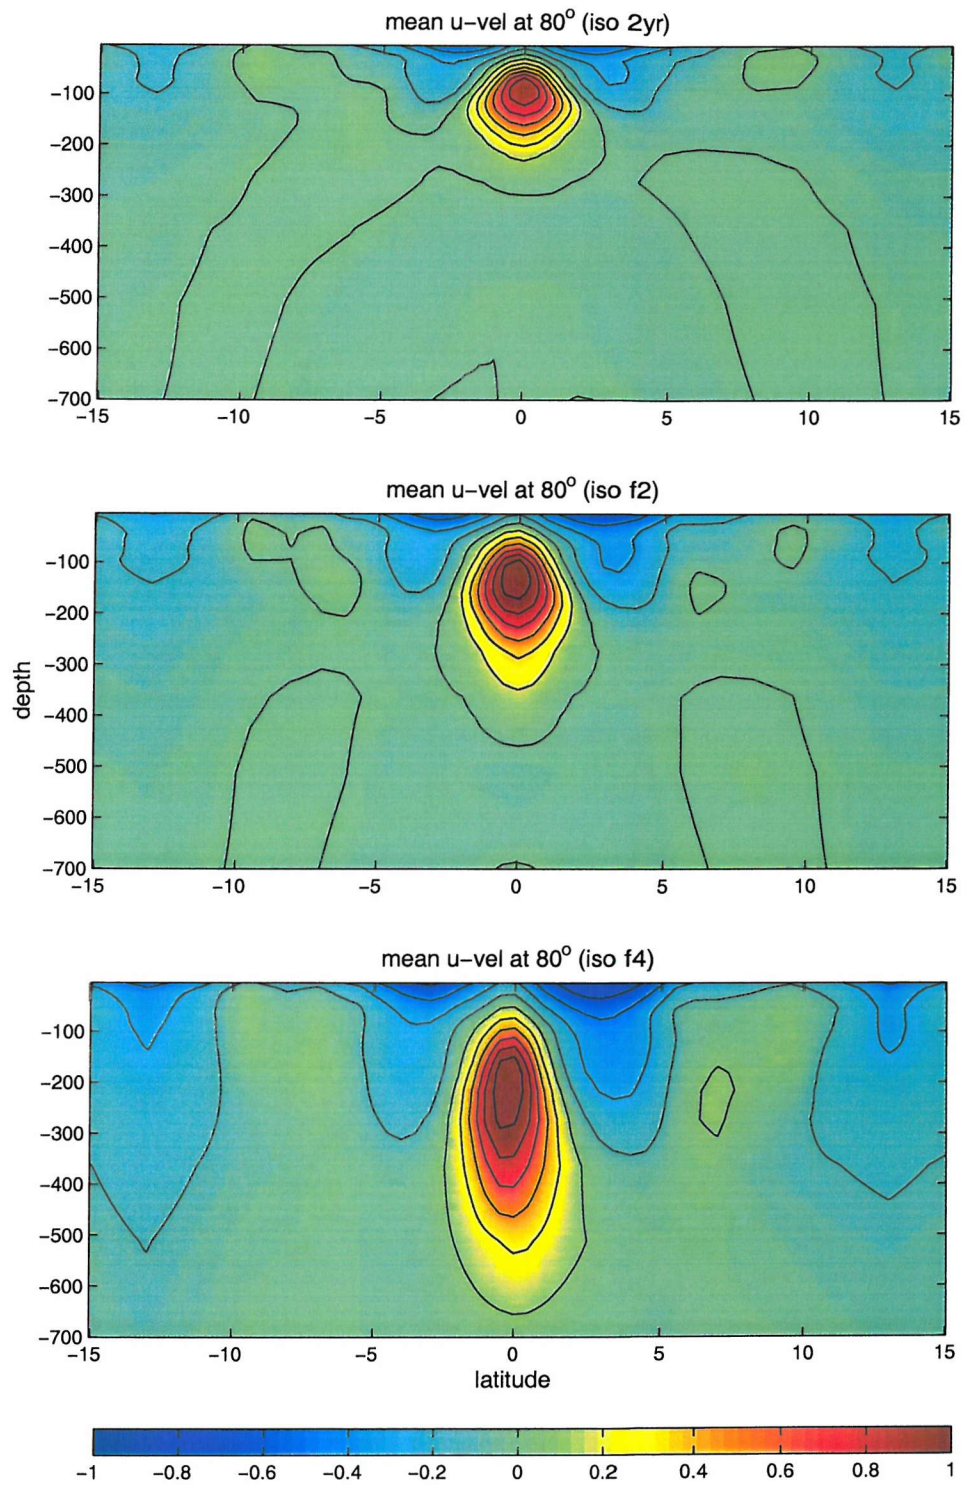 mean u−vel at 80° (iso 2yr)
−100
−200
−300
−400
−500
−600
−700
−15 −10 −5 0 5 10 15
mean u−vel at 80° (iso f2)
depth
−100
−200
−300
−400
−500
−600
−700
−15 −10 −5 0 5 10 15
mean u−vel at 80° (iso f4)
−100
−200
−300
−400
−500
−600
−700
−15 −10 −5 0 5 10 15
latitude
−1 −0.8 −0.6 −0.4 −0.2 0 0.2 0.4 0.6 0.8 1